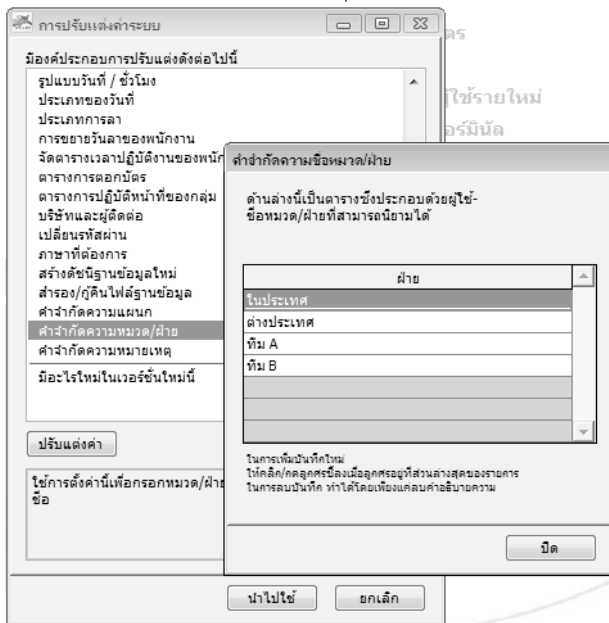 การปรับแต่งค่าระบบ
มีองค์ประกอบการปรับแต่งดังต่อไปนี้
รูปแบบวันที่ / ชั่วโมง
ประเภทของวันที่
ประเภทการลา
การขยายวันลาของพนักงาน
จัดตารางเวลาปฏิบัติงานของพนัก
ตารางการตอกบัตร
ตารางการปฏิบัติหน้าที่ของกลุ่ม
บริษัทและผู้ติดต่อ
เปลี่ยนรหัสผ่าน
ภาษาที่ต้องการ
สร้างดัชนีฐานข้อมูลใหม่
สำรอง/กู้คืนไฟล์ฐานข้อมูล
คำจำกัดความแผนก
คำจำกัดความหมวด/ฝ่าย
คำจำกัดความหมายเหตุ
มีอะไรใหม่ในเวอร์ชั่นใหม่นี้
ปรับแต่งค่า
ใช้การตั้งค่านี้เพื่อกรอกหมวด/ฝ่าย
ชื่อ
นำไปใช้
ยกเลิก
ตร
ผู้ใช้รายใหม่
อร์มินัล
คำจำกัดความชื่อหมวด/ฝ่าย
ด้านล่างนี้เป็นตารางซึ่งประกอบด้วยผู้ใช้-
ชื่อหมวด/ฝ่ายที่สามารถนิยามได้
ฝ่าย
ในประเทศ
ต่างประเทศ
ทีม A
ทีม B
ในการเพิ่มบันทึกใหม่
ให้คลิ๊ก/กดลูกศรชี้ลงเมื่อลูกศรอยู่ที่ส่วนล่างสุดของรายการ
ในการลบบันทึก ทำได้โดยเพียงแค่ลบคำอธิบายความ
ปิด